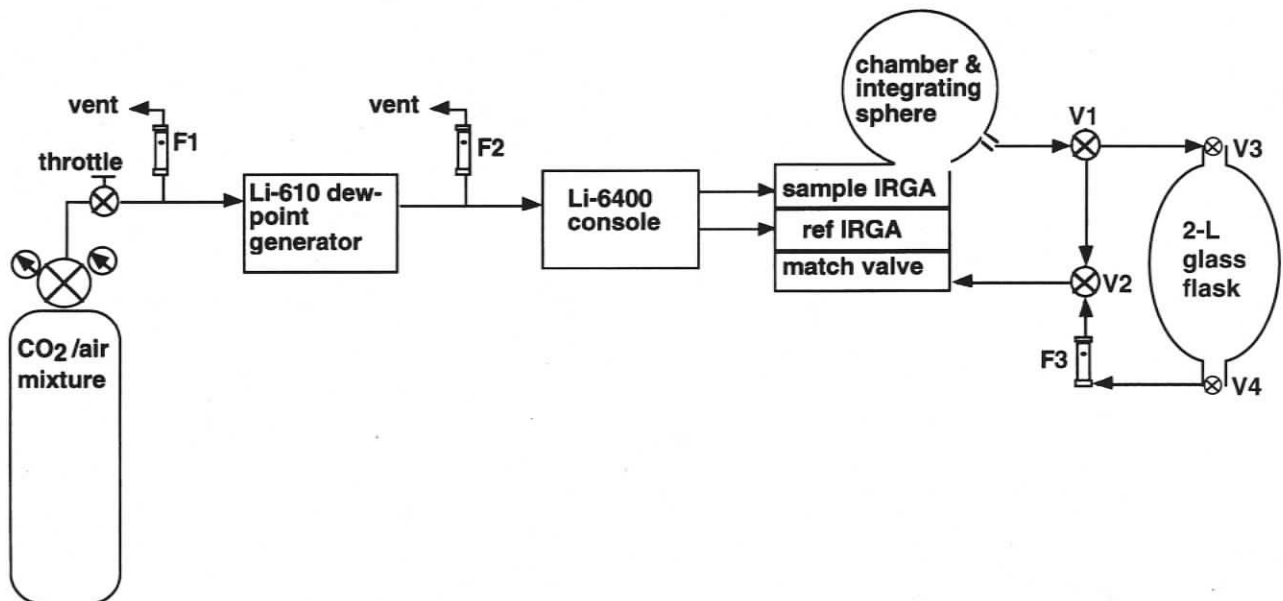 vent
F1
throttle
vent
F2
CO2/air
mixture
Li-610 dew-
point
generator
Li-6400
console
chamber &
integrating
sphere
sample IRGA
ref IRGA
match valve
V1
V3
2-L
glass
flask
V2
F3
V4